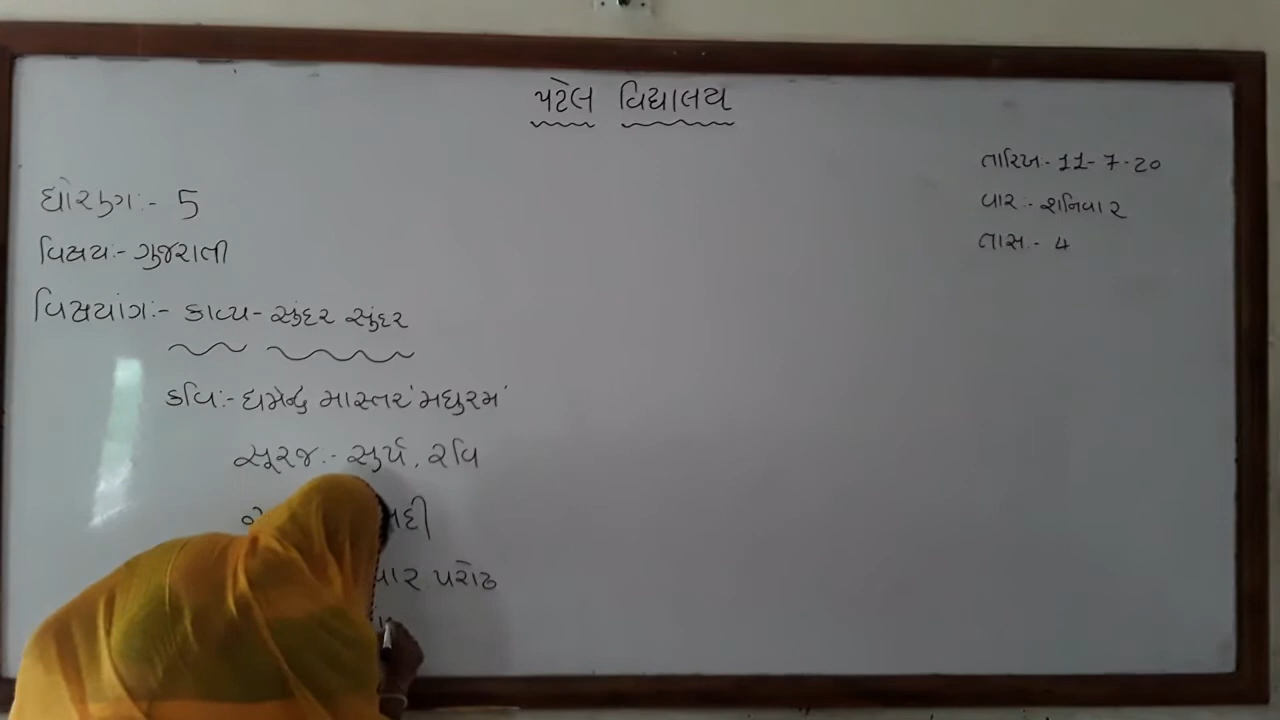 પટેલ વિદ્યાલય
તારિખ:- 11-7-20
વાર:- શનિવાર
તાસ:- 4
ધોરણ:- 5
વિષય:- ગુજરાતી
વિષયાંગ:- કાવ્ય- સુંદર સુંદર
કવિ:- ધમેન્દ્ર માસ્તર'મધુરમ'
સૂરજ:- સુર્ય, રવિ
પરોઢ